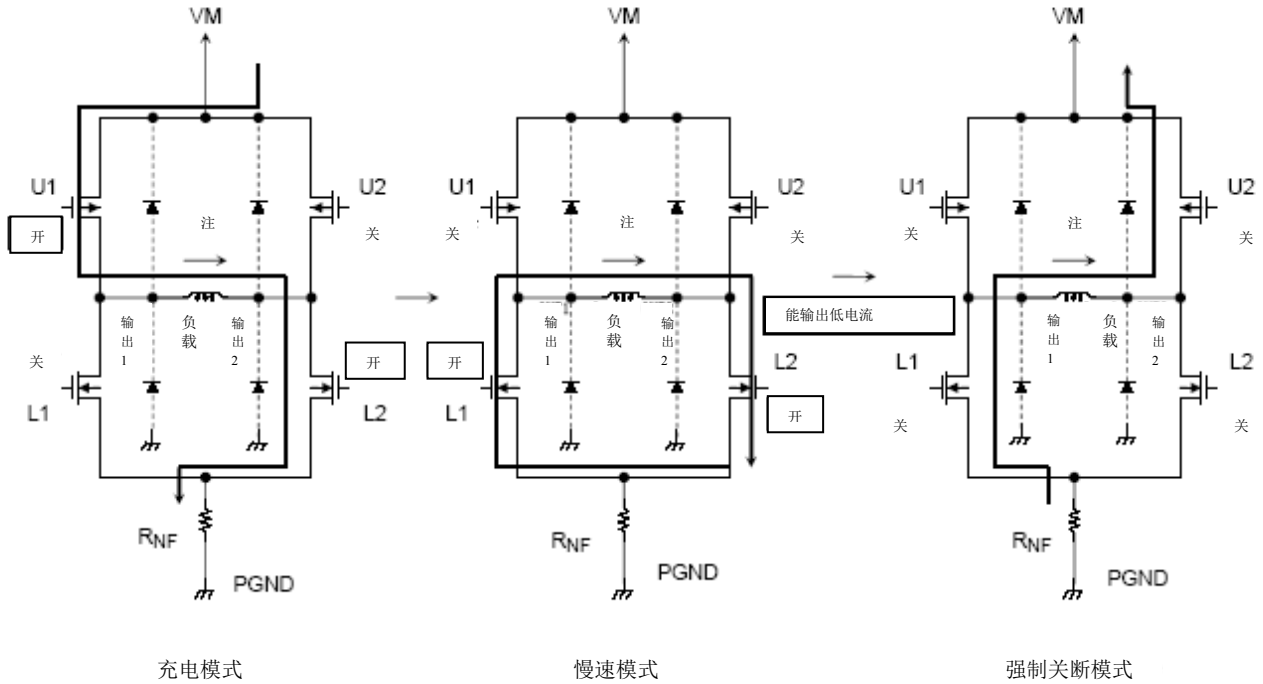 VM
U1
U2
开
注
关
输出1
负载
输出2
关
开
L1
L2
RNF
PGND
充电模式
VM
U1
U2
关
注
关
输出1
负载
输出2
开
L1
L2
开
RNF
PGND
慢速模式
能输出低电流
VM
U1
U2
关
注
关
输出1
负载
输出2
L1
L2
关
关
RNF
PGND
强制关断模式